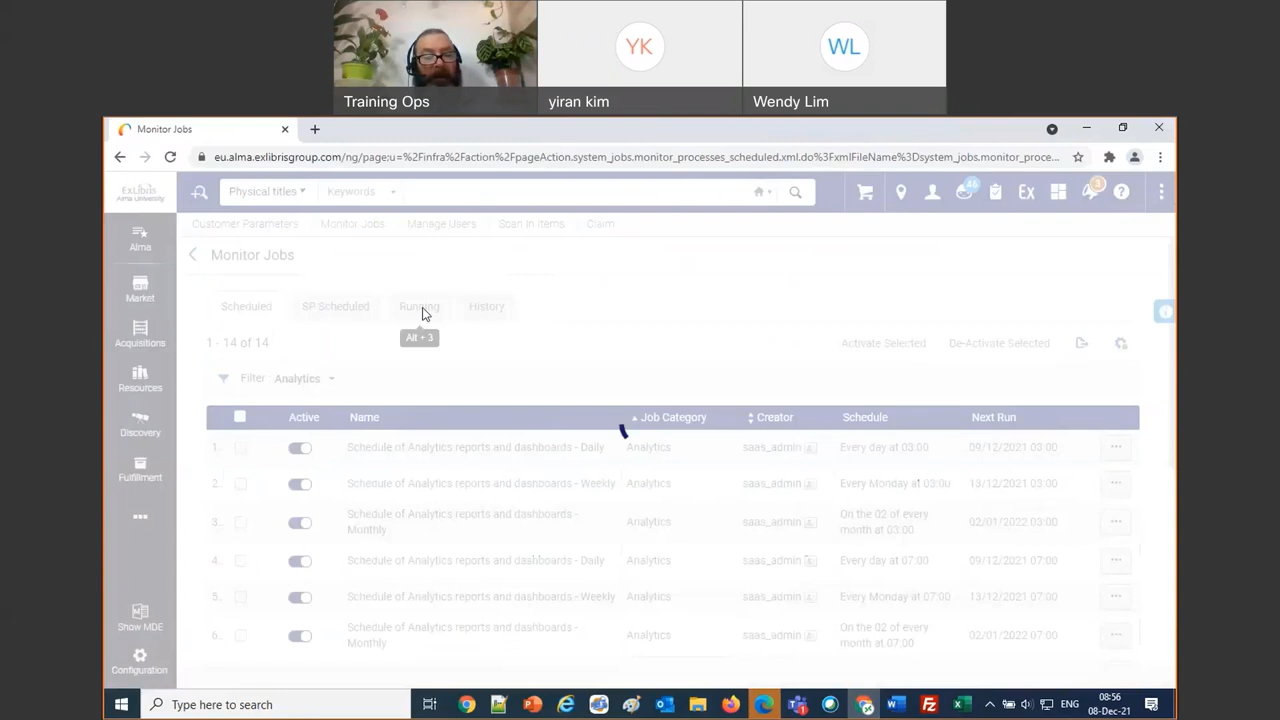 YK
WL
Training Ops
yiran kim
Wendy Lim
Monitor Jobs
eu.alma.exlibrisgroup.com/ng/page;u=%2Finfra%2Faction%2FpageAction.system_jobs.monitor_processes_scheduled.xml.do%3FxmlFileName%3Dsystem_jobs.monitor_proce...
ExLibris
Alma University
Physical titles
Keywords
46
Ex
3
Customer Parameters
Monitor Jobs
Manage Users
Scan In Items
Claim
Alma
Market
Acquisitions
Resources
Discovery
Fulfillment
Show MDE
Configuration
Monitor Jobs
Scheduled
SP Scheduled
Running
History
Alt + 3
1 - 14 of 14
Activate Selected
De-Activate Selected
Filter: Analytics
Active Name Job Category Creator Schedule Next Run
1 Schedule of Analytics reports and dashboards - Daily Analytics saas_admin Every day at 03:00 09/12/2021 03:00
2 Schedule of Analytics reports and dashboards - Weekly Analytics saas_admin Every Monday at 03:00 13/12/2021 03:00
3 Schedule of Analytics reports and dashboards - Monthly Analytics saas_admin On the 02 of every month at 03:00 02/01/2022 03:00
4 Schedule of Analytics reports and dashboards - Daily Analytics saas_admin Every day at 07:00 09/12/2021 07:00
5 Schedule of Analytics reports and dashboards - Weekly Analytics saas_admin Every Monday at 07:00 13/12/2021 07:00
6 Schedule of Analytics reports and dashboards - Monthly Analytics saas_admin On the 02 of every month at 07:00 02/01/2022 07:00
Type here to search
ENG
08:56
08-Dec-21